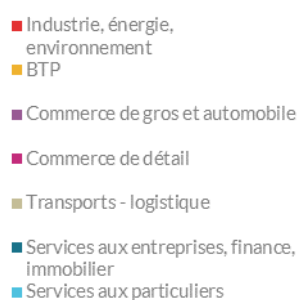 Industrie, énergie,
environnement
BTP
Commerce de gros et automobile
Commerce de détail
Transports - logistique
Services aux entreprises, finance,
immobilier
Services aux particuliers